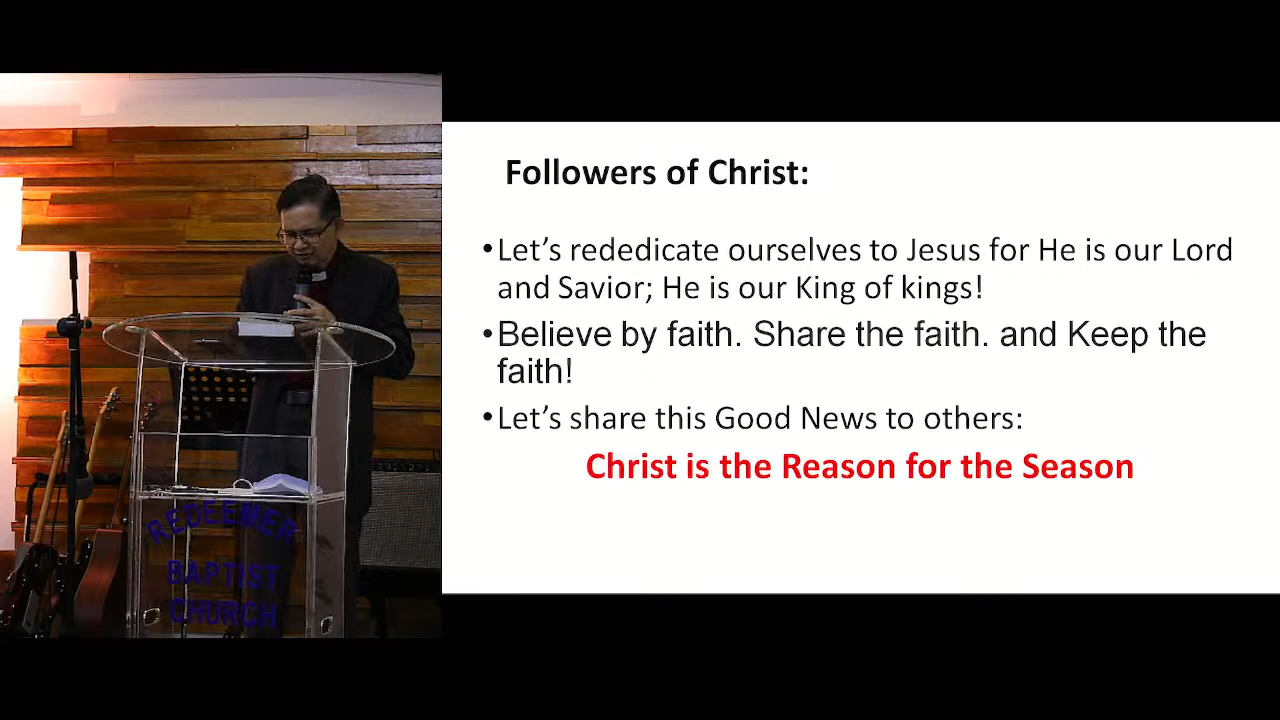 Followers of Christ:
•Let's rededicate ourselves to Jesus for He is our Lord
and Savior; He is our King of kings!
•Believe by faith. Share the faith. and Keep the
faith!
•Let's share this Good News to others:
Christ is the Reason for the Season
REDEEMER
BAPTIST
CHURCH